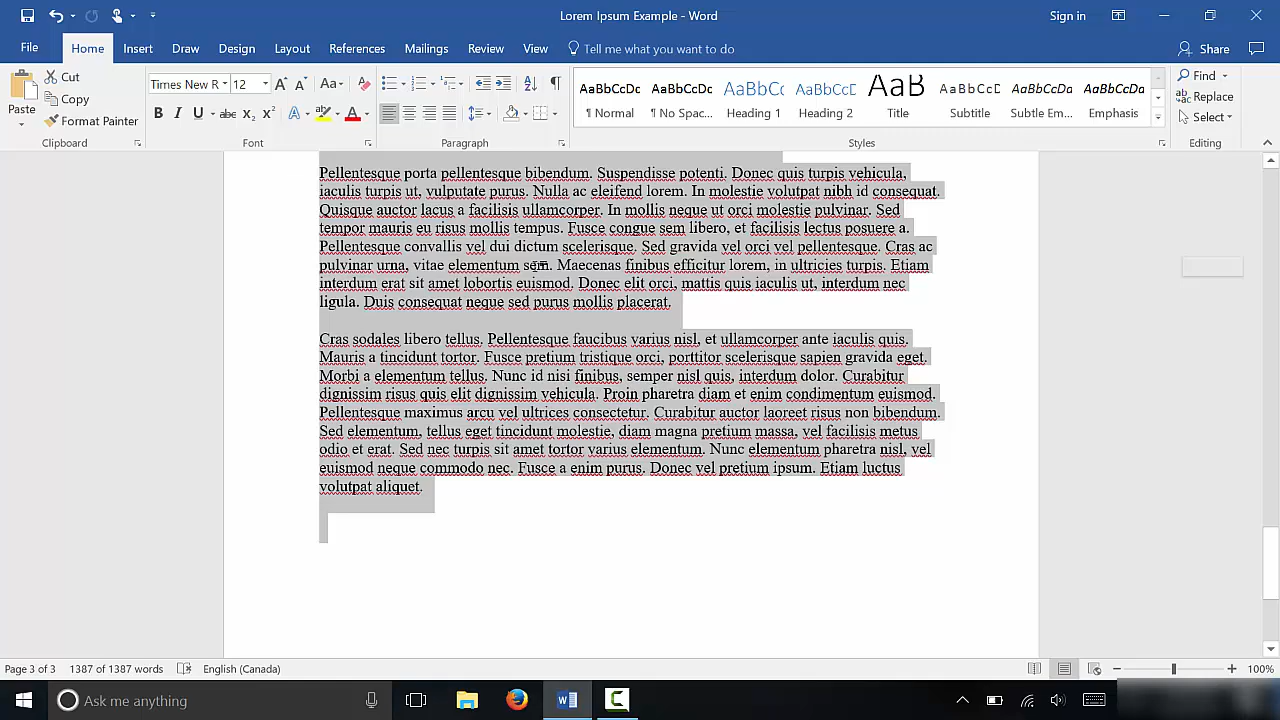 Lorem Ipsum Example - Word
Sign in
File Home Insert Draw Design Layout References Mailings Review View Tell me what you want to do Share
Paste
Cut
Copy
Format Painter
Clipboard
Times New R 12 Aa
B I U abc X2 X2 A A
Font
Paragraph
AaBbCcDc AaBbCcDc AaBbCc AaBbCcD AaB AaBbCcD AaBbCcDa AaBbCcDa
¶ Normal ¶ No Spac... Heading 1 Heading 2 Title Subtitle Subtle Em... Emphasis
Styles
Find
Replace
Select
Editing
Pellentesque porta pellentesque bibendum. Suspendisse potenti. Donec quis turpis vehicula,
iaculis turpis ut, vulputate purus. Nulla ac eleifend lorem. In molestie volutpat nibh id consequat.
Quisque auctor lacus a facilisis ullamcorper. In mollis neque ut orci molestie pulvinar. Sed
tempor mauris eu risus mollis tempus. Fusce congue sem libero, et facilisis lectus posuere a.
Pellentesque convallis vel dui dictum scelerisque. Sed gravida vel orci vel pellentesque. Cras ac
pulvinar urna, vitae elementum sem. Maecenas finibus efficitur lorem, in ultricies turpis. Etiam
interdum erat sit amet lobortis euismod. Donec elit orci, mattis quis iaculis ut, interdum nec
ligula. Duis consequat neque sed purus mollis placerat.
Cras sodales libero tellus. Pellentesque faucibus varius nisl, et ullamcorper ante iaculis quis.
Mauris a tincidunt tortor. Fusce pretium tristique orci, porttitor scelerisque sapien gravida eget.
Morbi a elementum tellus. Nunc id nisi finibus, semper nisl quis, interdum dolor. Curabitur
dignissim risus quis elit dignissim vehicula. Proin pharetra diam et enim condimentum euismod.
Pellentesque maximus arcu vel ultrices consectetur. Curabitur auctor laoreet risus non bibendum.
Sed elementum, tellus eget tincidunt molestie, diam magna pretium massa, vel facilisis metus
odio et erat. Sed nec turpis sit amet tortor varius elementum. Nunc elementum pharetra nisl, vel
euismod neque commodo nec. Fusce a enim purus. Donec vel pretium ipsum. Etiam luctus
volutpat aliquet.
Page 3 of 3 1387 of 1387 words English (Canada) 100%
Ask me anything